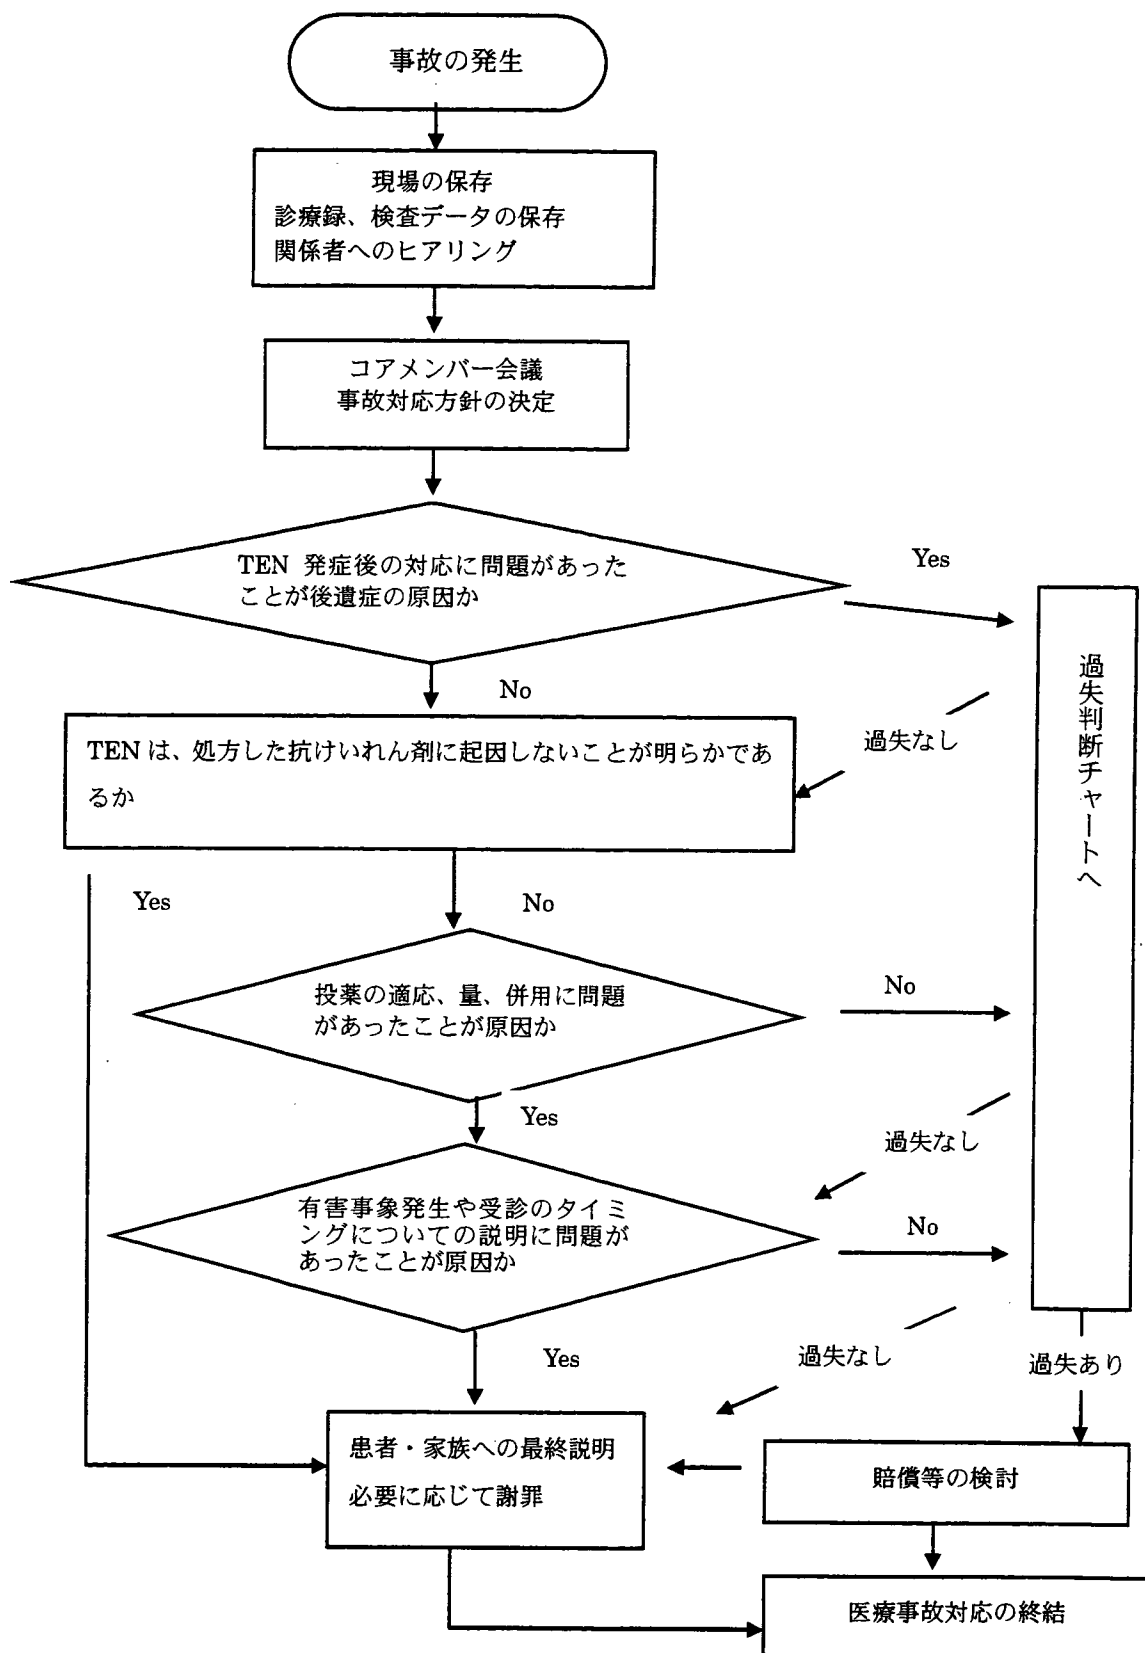 事故の発生
現場の保存
診療録、検査データの保存
関係者へのヒアリング
コアメンバー会議
事故対応方針の決定
TEN 発症後の対応に問題があった
ことが後遺症の原因か
Yes
No
過失判断チャートへ
過失なし
TEN は、処方した抗けいれん剤に起因しないことが明らかであ
るか
Yes
No
投薬の適応、量、併用に問題
があったことが原因か
No
Yes
過失なし
有害事象発生や受診のタイミ
ングについての説明に問題が
あったことが原因か
No
Yes
過失なし
過失あり
患者・家族への最終説明
必要に応じて謝罪
賠償等の検討
医療事故対応の終結